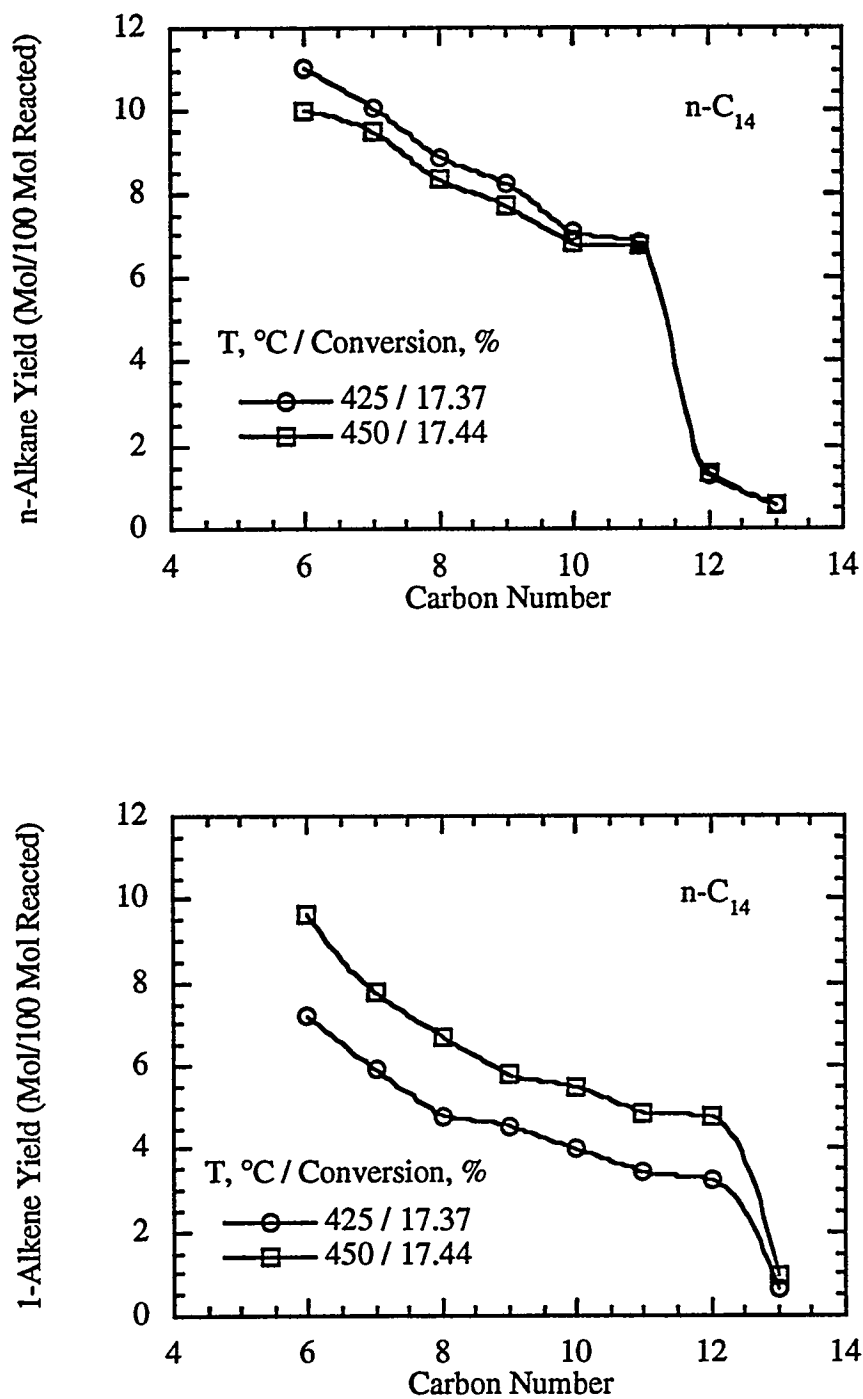 12
10
8
6
4
2
0
n-Alkane Yield (Mol/100 Mol Reacted)
n-C14
T, °C / Conversion, %
425 / 17.37
450 / 17.44
4 6 8 10 12 14
Carbon Number
12
10
8
6
4
2
0
1-Alkene Yield (Mol/100 Mol Reacted)
n-C14
T, °C / Conversion, %
425 / 17.37
450 / 17.44
4 6 8 10 12 14
Carbon Number